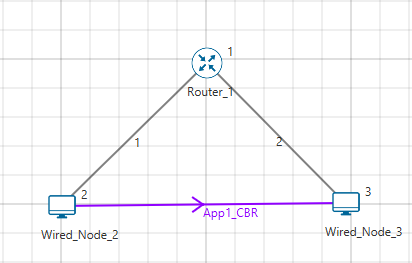 1
Router_1
1
2
2
3
App1_CBR
Wired_Node_2
Wired_Node_3